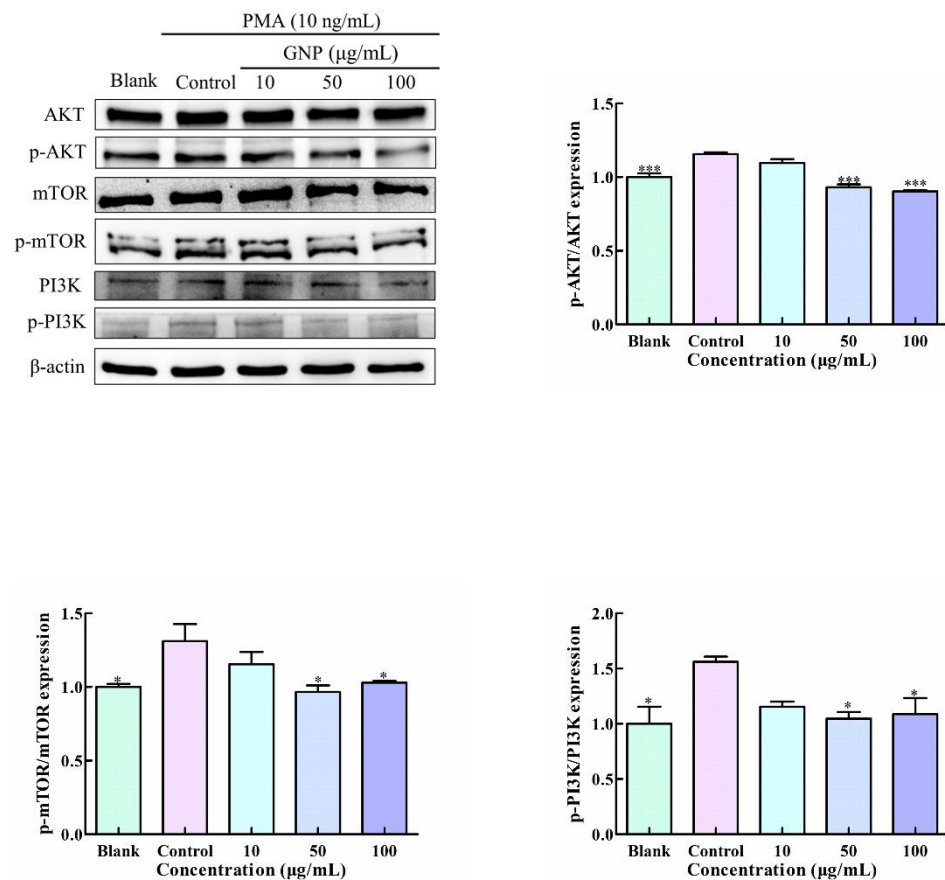 PMA (10 ng/mL)
GNP (μg/mL)
Blank Control 10 50 100
AKT
p-AKT
mTOR
p-mTOR
PI3K
p-PI3K
β-actin
p-AKT/AKT expression
1.5
1.0
0.5
0.0
*** *** ***
Blank Control 10 50 100
Concentration (μg/mL)
p-mTOR/mTOR expression
1.5
1.0
0.5
0.0
* * *
Blank Control 10 50 100
Concentration (μg/mL)
p-PI3K/PI3K expression
2.0
1.5
1.0
0.5
0.0
* * *
Blank Control 10 50 100
Concentration (μg/mL)